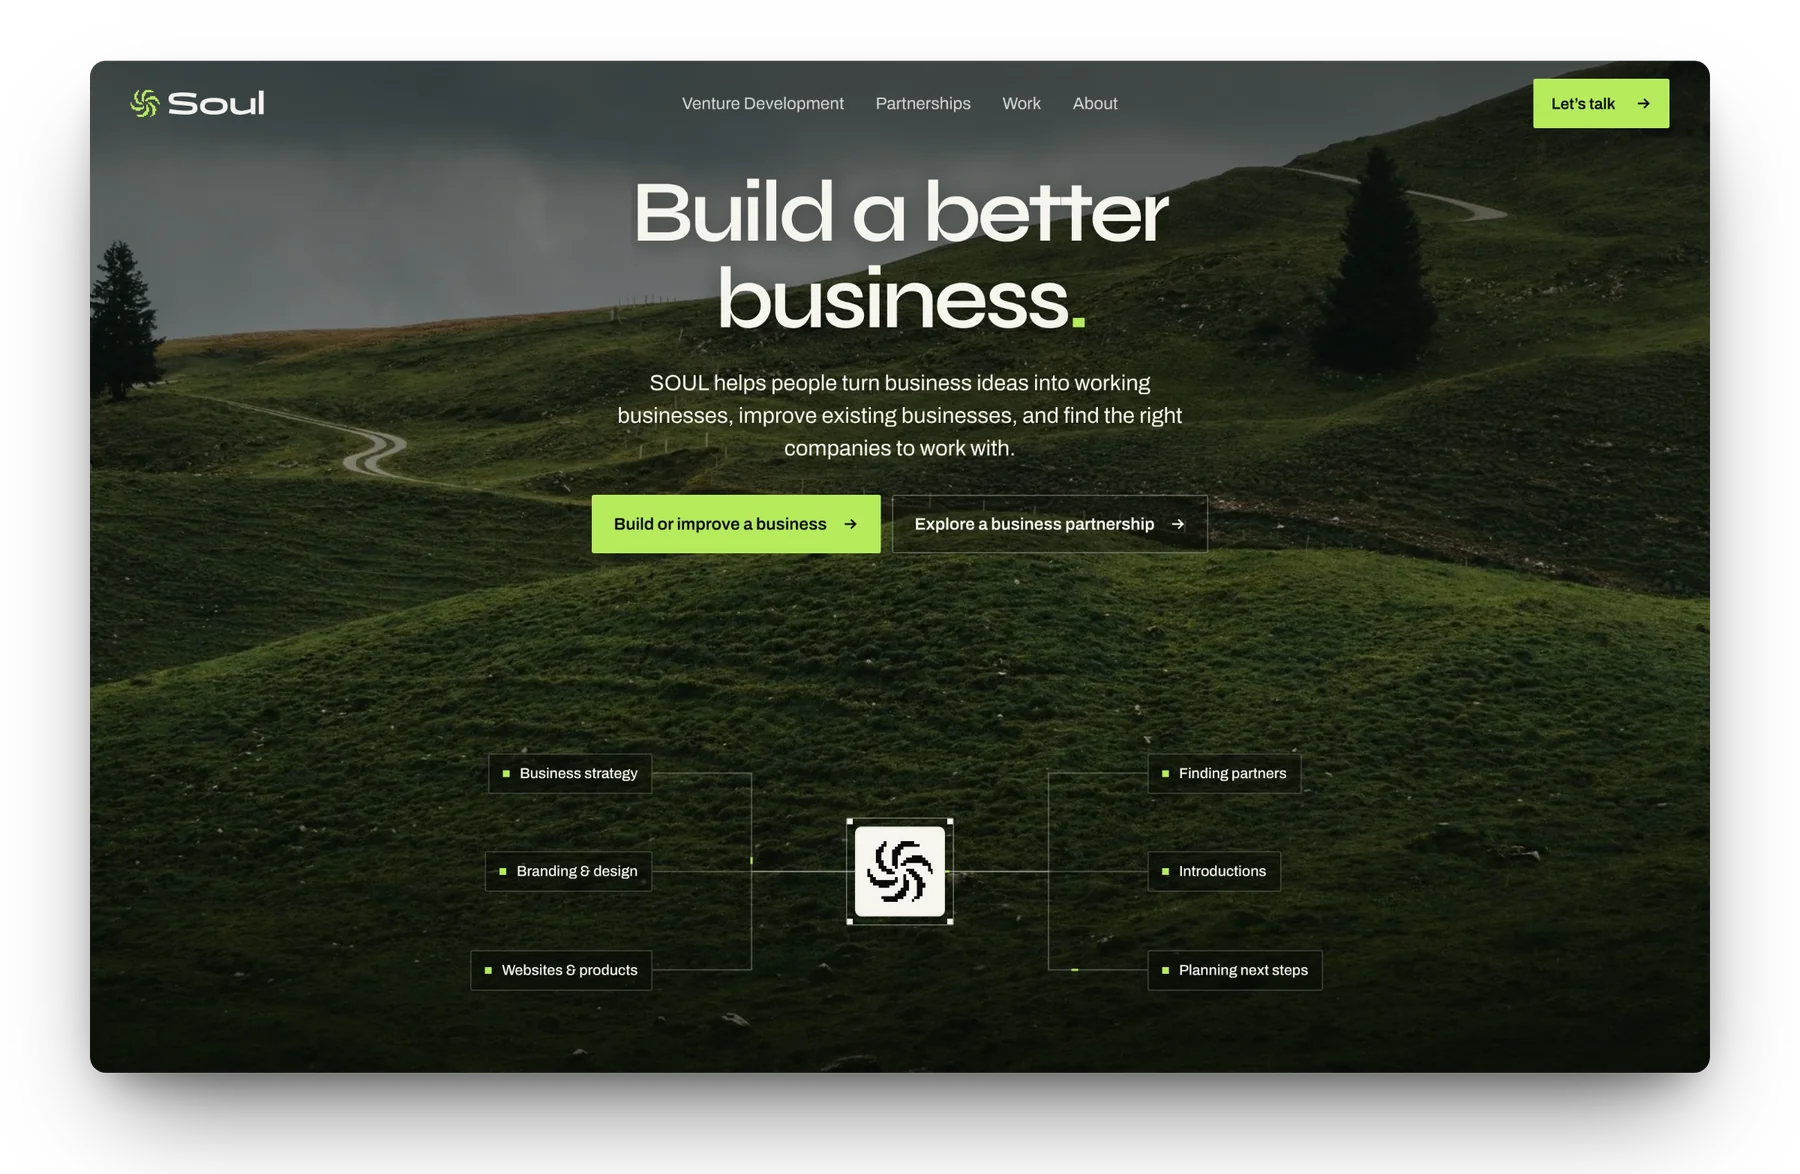 Soul
Venture Development
Partnerships
Work
About
Let's talk
Build a better
business.
SOUL helps people turn business ideas into working
businesses, improve existing businesses, and find the right
companies to work with.
Build or improve a business
Explore a business partnership
Business strategy
Branding & design
Websites & products
Finding partners
Introductions
Planning next steps